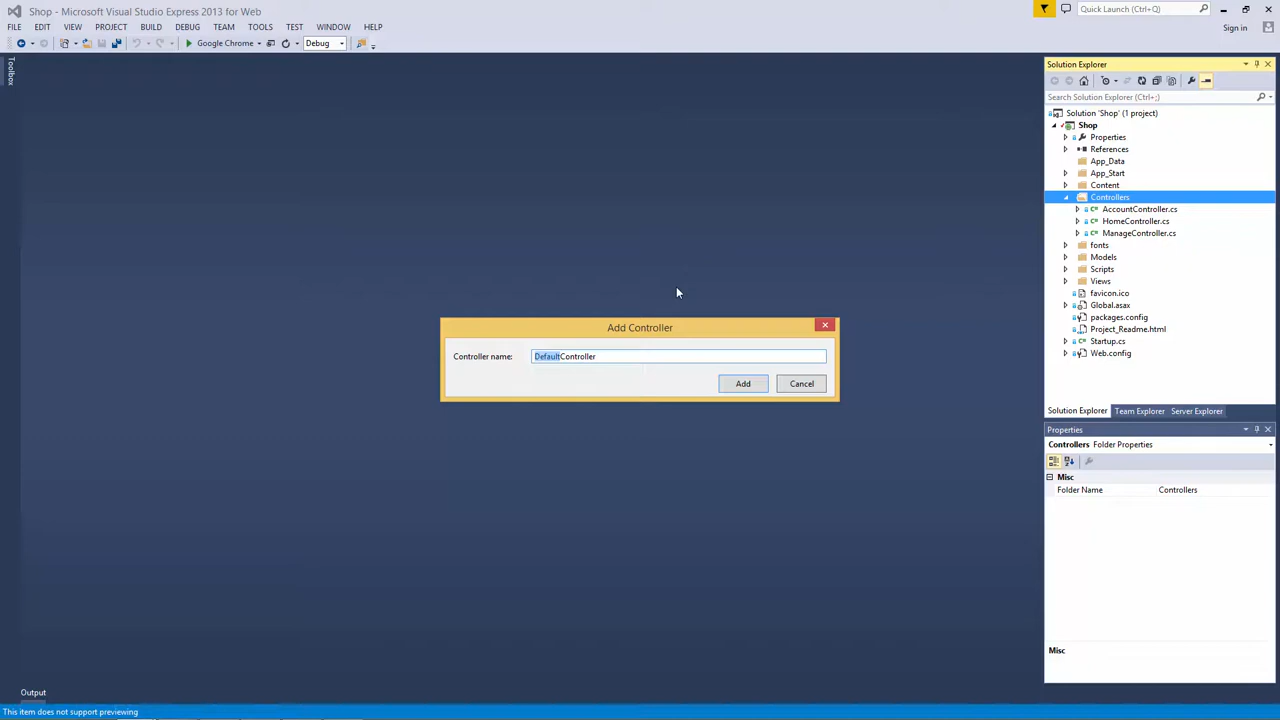 Shop - Microsoft Visual Studio Express 2013 for Web
Quick Launch (Ctrl+Q)
FILE EDIT VIEW PROJECT BUILD DEBUG TEAM TOOLS TEST WINDOW HELP
Sign in
Google Chrome Debug
Toolbox
Solution Explorer
Search Solution Explorer (Ctrl+;)
Solution 'Shop' (1 project)
Shop
Properties
References
App_Data
App_Start
Content
Controllers
AccountController.cs
HomeController.cs
ManageController.cs
fonts
Models
Scripts
Views
favicon.ico
Global.asax
packages.config
Project_Readme.html
Startup.cs
Web.config
Add Controller
Controller name: DefaultController
Add Cancel
Solution Explorer Team Explorer Server Explorer
Properties
Controllers Folder Properties
Misc
Folder Name Controllers
Misc
Output
This item does not support previewing